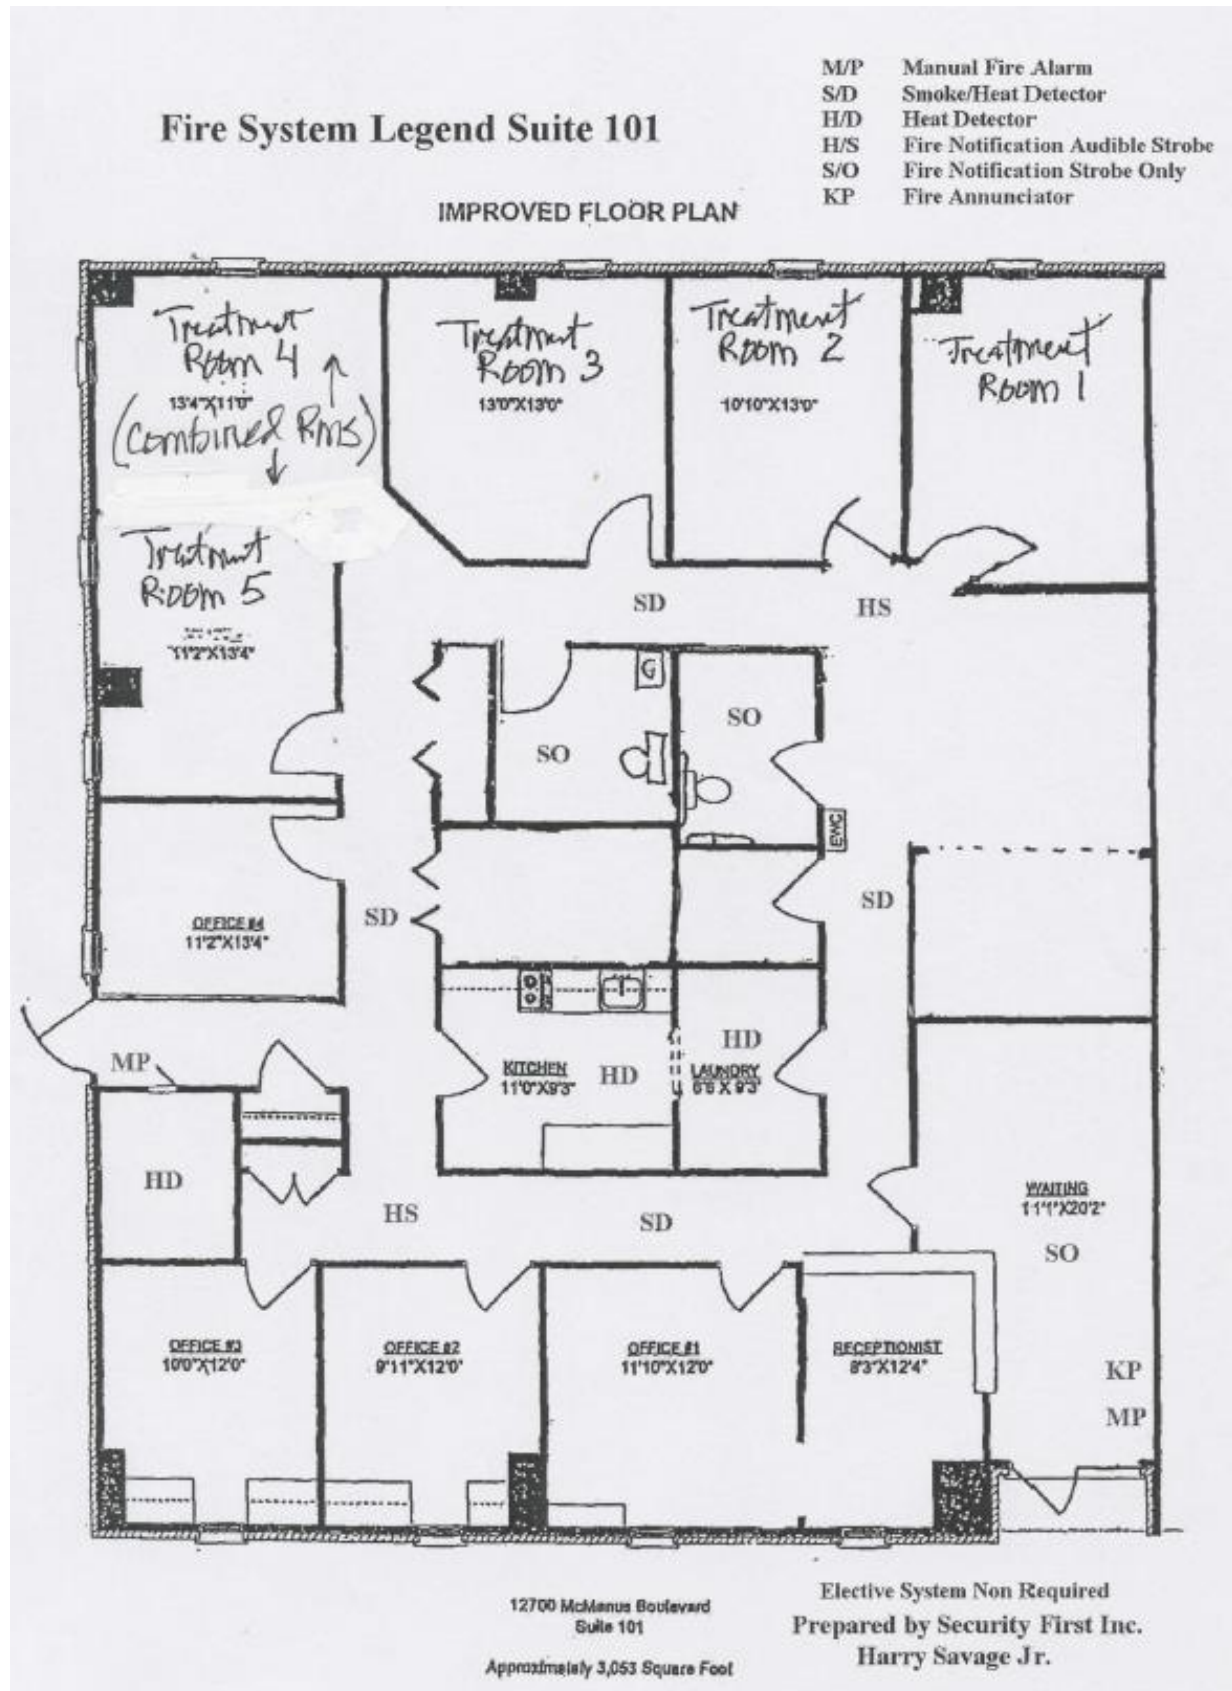 M/P Manual Fire Alarm
S/D Smoke/Heat Detector
H/D Heat Detector
H/S Fire Notification Audible Strobe
S/O Fire Notification Strobe Only
KP Fire Annunciator
Fire System Legend Suite 101
IMPROVED FLOOR PLAN
Treatment
Room 4
13'4"X11'0"
(Combined Rms)
Treatment
Room 3
13'0"X13'0"
Treatment
Room 2
10'10"X13'0"
Treatment
Room 1
Treatment
Room 5
11'2"X13'4"
SD
HS
G
SO
SO
EWC
OFFICE #4
11'2"X13'4"
SD
SD
MP
KITCHEN
11'0"X9'3"
HD
HD
LAUNDRY
6'6 X 9'3"
HD
HS
SD
WAITING
11'1"X20'2"
SO
OFFICE #3
10'0"X12'0"
OFFICE #2
9'11"X12'0"
OFFICE #1
11'10"X12'0"
RECEPTIONIST
8'3"X12'4"
KP
MP
12700 McManus Boulevard
Suite 101
Approximately 3,053 Square Foot
Elective System Non Required
Prepared by Security First Inc.
Harry Savage Jr.